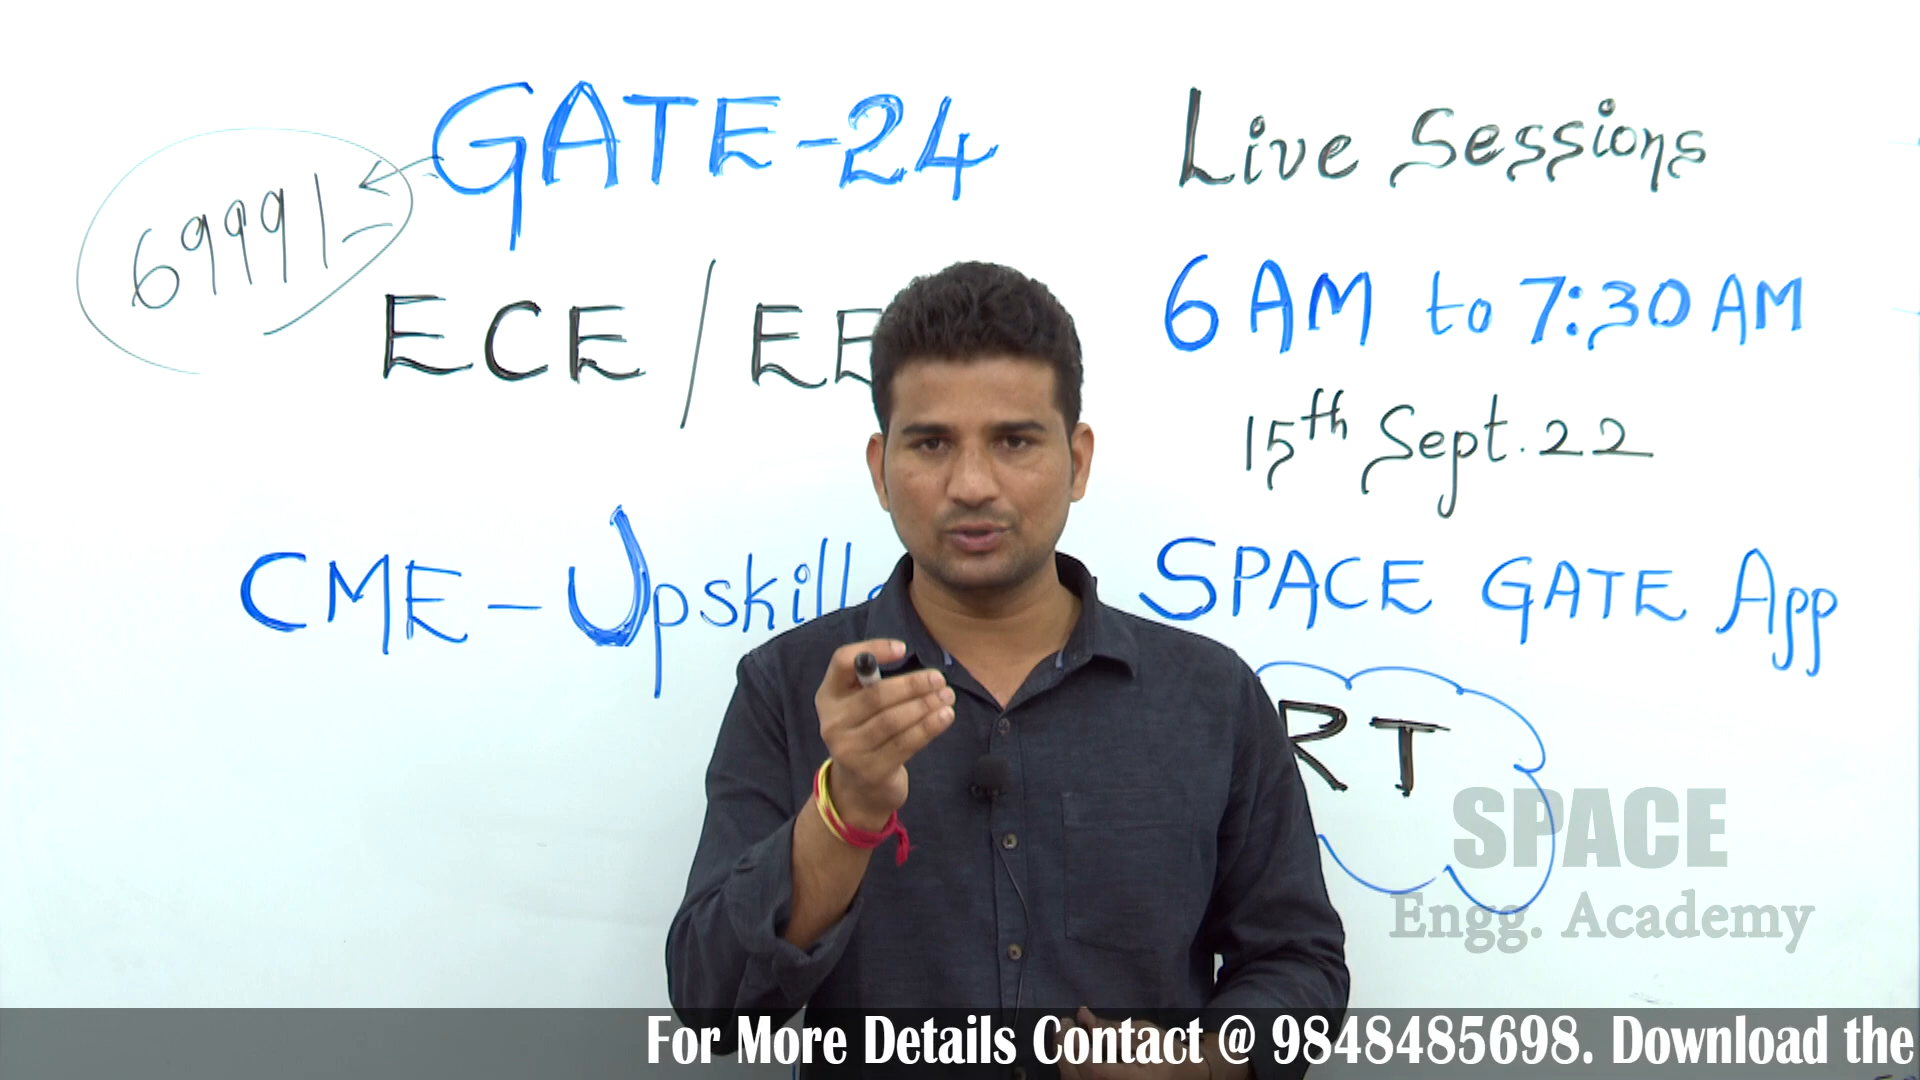 GATE-24
69991/-
ECE / EE
CME - Upskills
Live Sessions
6 AM to 7:30 AM
15th Sept. 22
SPACE GATE App
RT
SPACE
Engg. Academy
For More Details Contact @ 9848485698. Download the